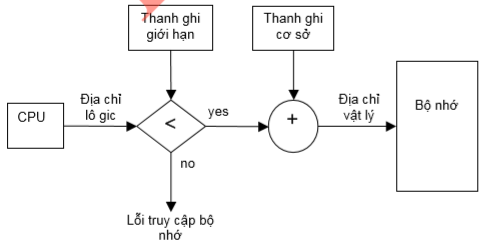 Thanh ghi
giới hạn
Thanh ghi
cơ sở
CPU
Địa chỉ
lô gic
<
yes
+
Địa chỉ
vật lý
Bộ nhớ
no
Lỗi truy cập bộ
nhớ